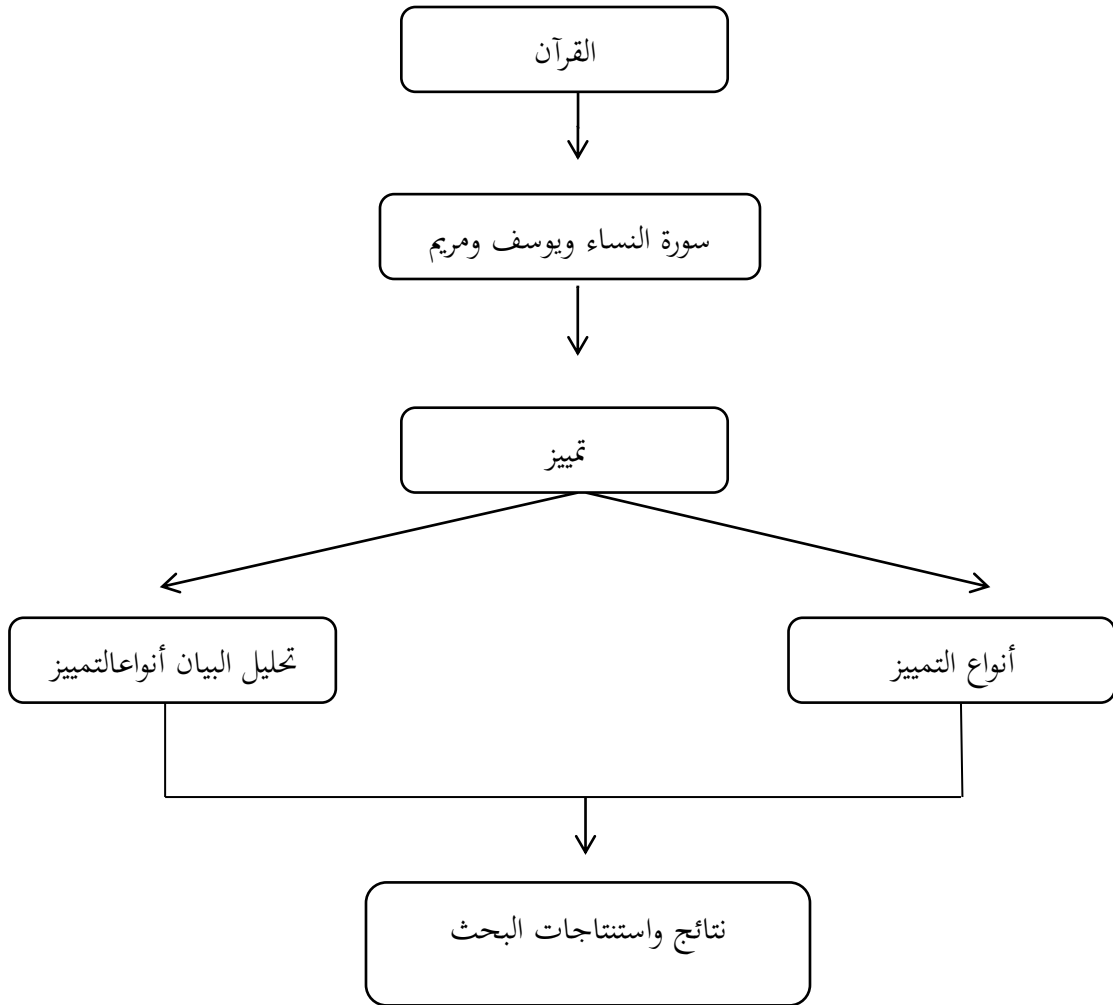 القرآن
سورة النساء ويوسف ومريم
تمييز
أنواع التمييز
تحليل البيان أنواعالتمييز
نتائج واستنتاجات البحث